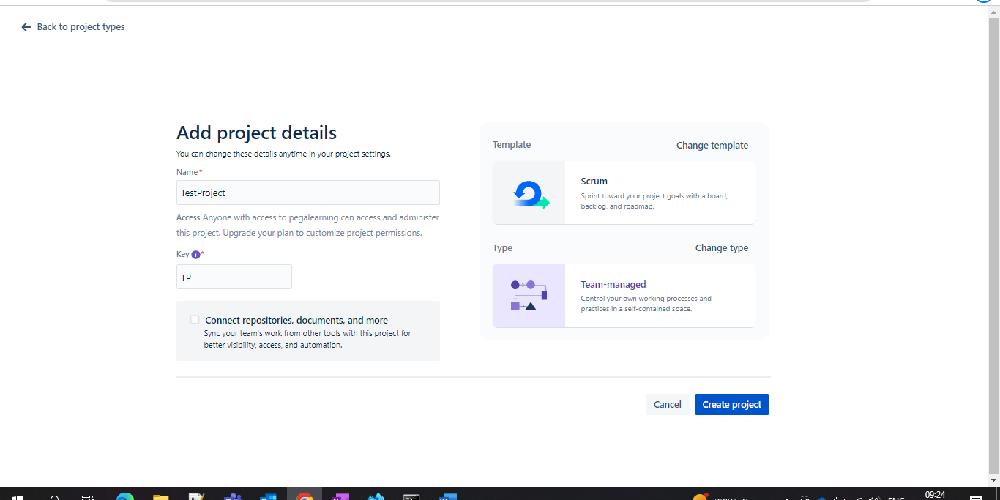 Back to project types
Add project details
You can change these details anytime in your project settings.
Name *
TestProject
Access Anyone with access to pegalearning can access and administer
this project. Upgrade your plan to customize project permissions.
Key i *
TP
Connect repositories, documents, and more
Sync your team's work from other tools with this project for
better visibility, access, and automation.
Template
Change template
Scrum
Sprint toward your project goals with a board,
backlog, and roadmap.
Type
Change type
Team-managed
Control your own working processes and
practices in a self-contained space.
Cancel
Create project
09:24